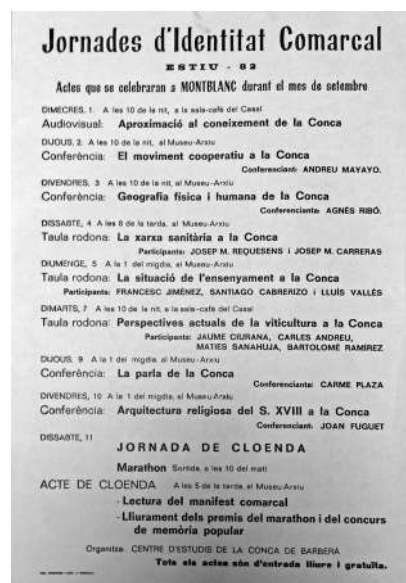 Jornades d'Identitat Comarcal
ESTIU - 82
Actes que se celebraran a MONTBLANC durant el mes de setembre
DIMECRES, 1. A les 10 de la nit, a la sala-café del Casal
Audiovisual: Aproximació al coneixement de la Conca
DIJOUS, 2. A les 10 de la nit, al Museu-Arxiu
Conferència: El moviment cooperatiu a la Conca
Conferenciant: ANDREU MAYAYO.
DIVENDRES, 3 A les 10 de la nit, al Museu-Arxiu
Conferència: Geografia física i humana de la Conca
Conferencianta: AGNÈS RIBÓ.
DISSABTE, 4 A les 8 de la tarda, al Museu-Arxiu
Taula rodona: La xarxa sanitària a la Conca
Participants: JOSEP M. REQUESENS i JOSEP M. CARRERAS
DIUMENGE, 5 A la 1 del migdia, al Museu-Arxiu
Taula rodona: La situació de l'ensenyament a la Conca
Participants: FRANCESC JIMÉNEZ, SANTIAGO CABRERIZO i LLUÍS VALLÈS
DIMARTS, 7 A les 10 de la nit, a la sala-café del Casal
Taula rodona: Perspectives actuals de la viticultura a la Conca
Participants: JAUME CIURANA, CARLES ANDREU,
MATIES SANAHUJA, BARTOLOMÉ RAMÍREZ
DIJOUS, 9 A la 1 del migdia, al Museu-Arxiu
Conferència: La parla de la Conca
Conferencianta: CARME PLAZA
DIVENDRES, 10 A la 1 del migdia, al Museu-Arxiu
Conferència: Arquitectura religiosa del S. XVIII a la Conca
Conferenciant: JOAN FUGUET
DISSABTE, 11
JORNADA DE CLOENDA
Marathon Sortida, a les 10 del matí
ACTE DE CLOENDA A les 5 de la tarda, al Museu-Arxiu
- Lectura del manifest comarcal
- Lliurament dels premis del marathon i del concurs
de memòria popular
Organitza: CENTRE D'ESTUDIS DE LA CONCA DE BARBERÀ
Tots els actes són d'entrada lliure i gratuïta.